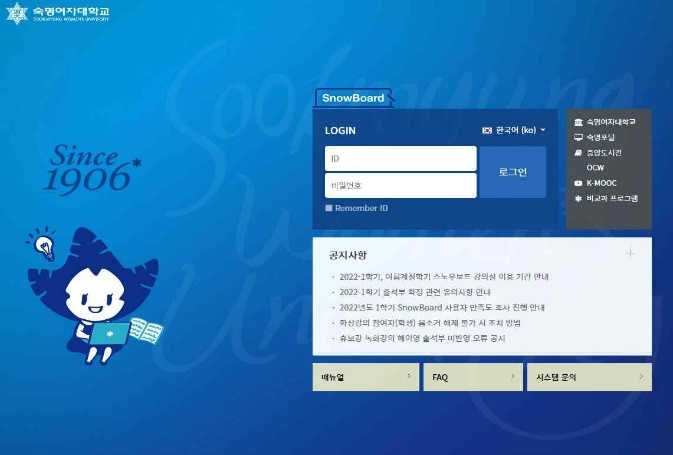 숙명여자대학교
SOOKMYUNG WOMEN'S UNIVERSITY
Sookmyung
Women's
University
Since
1906
SnowBoard
LOGIN
한국어 (ko)
ID
비밀번호
로그인
Remember ID
숙명여자대학교
숙명포털
중앙도서관
OCW
K-MOOC
비교과 프로그램
공지사항
· 2022-1학기, 여름계절학기 스노우보드 강의실 이용 기간 안내
· 2022-1학기 출석부 확정 관련 유의사항 안내
· 2022년도 1학기 SnowBoard 사용자 만족도 조사 진행 안내
· 화상강의 참여자(학생) 음소거 해제 불가 시 조치 방법
· 휴보강 녹화강의 헤이영 출석부 미반영 오류 공지
매뉴얼
FAQ
시스템 문의